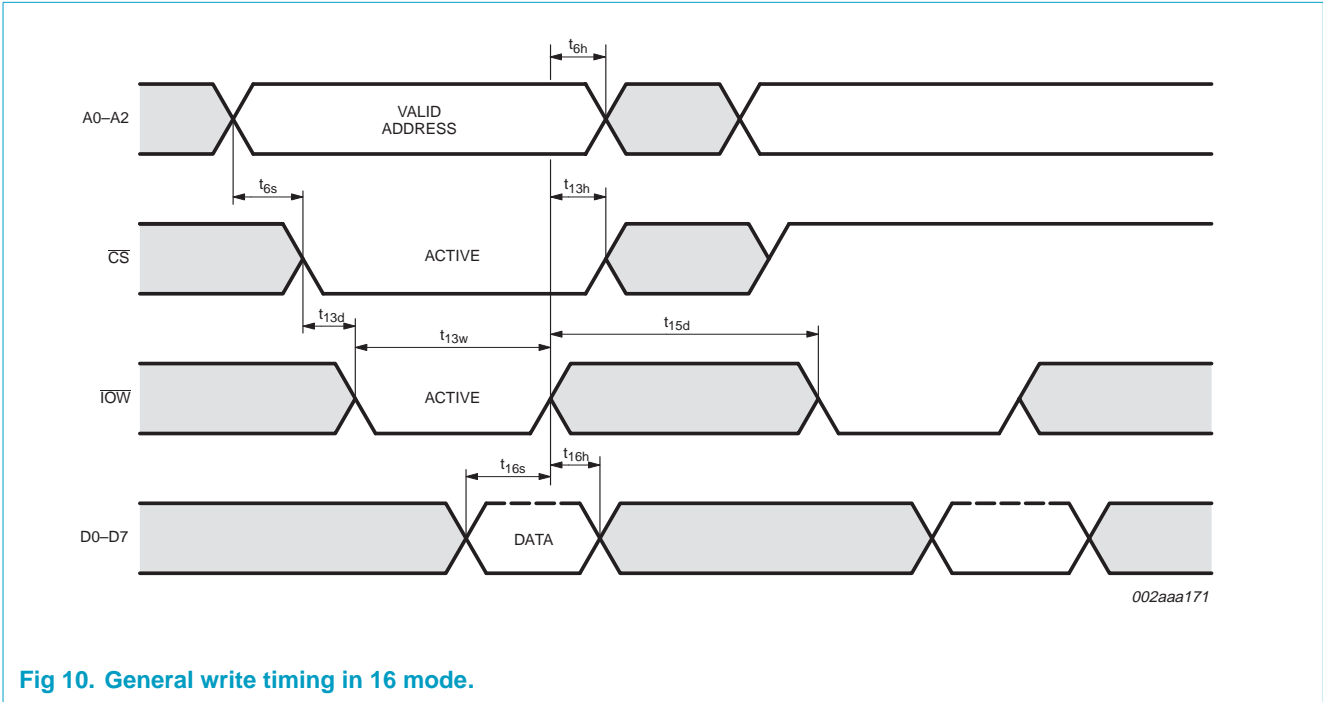 t6h
A0–A2
VALID
ADDRESS
t6s
t13h
CS
ACTIVE
t13d
t13w
t15d
IOW
ACTIVE
t16s
t16h
D0–D7
DATA
002aaa171
Fig 10. General write timing in 16 mode.